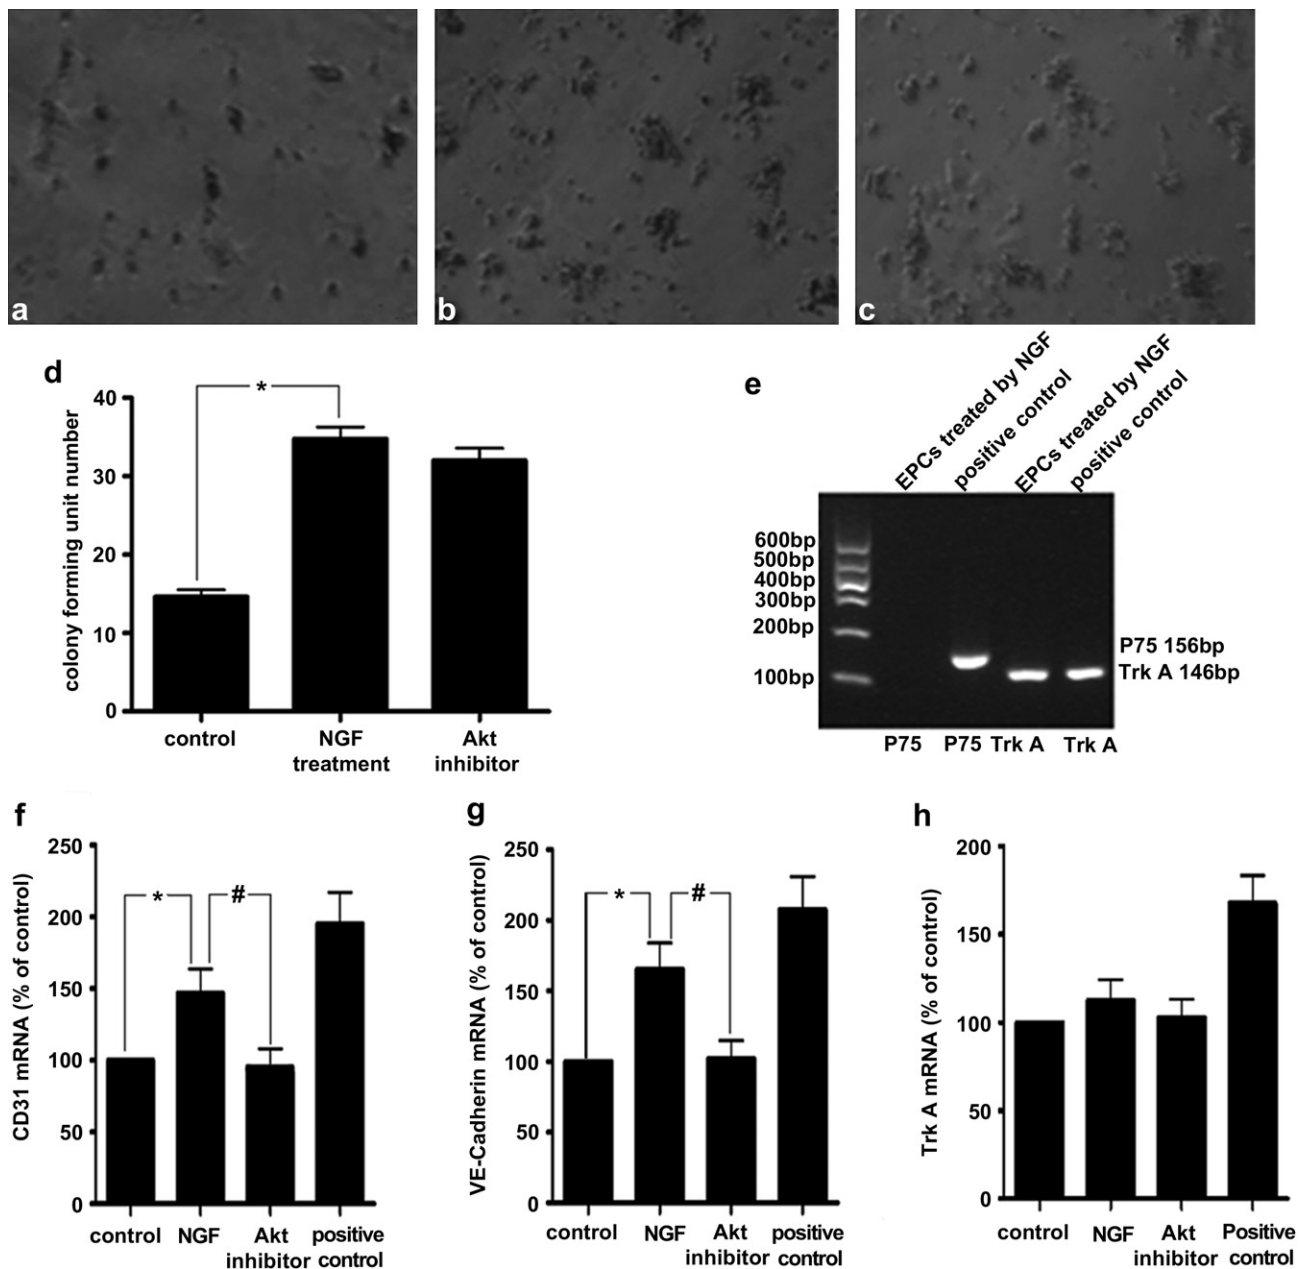 a
b
c
d
colony forming unit number
40
30
20
10
0
*
control
NGF
treatment
Akt
inhibitor
e
EPCs treated by NGF
positive control
EPCs treated by NGF
positive control
600bp
500bp
400bp
300bp
200bp
100bp
P75 156bp
Trk A 146bp
P75 P75 Trk A Trk A
f
CD31 mRNA (% of control)
250
200
150
100
50
0
* #
control NGF Akt positive
inhibitor control
g
VE-Cadherin mRNA (% of control)
250
200
150
100
50
0
* #
control NGF Akt positive
inhibitor control
h
Trk A mRNA (% of control)
200
150
100
50
0
control NGF Akt Positive
inhibitor control